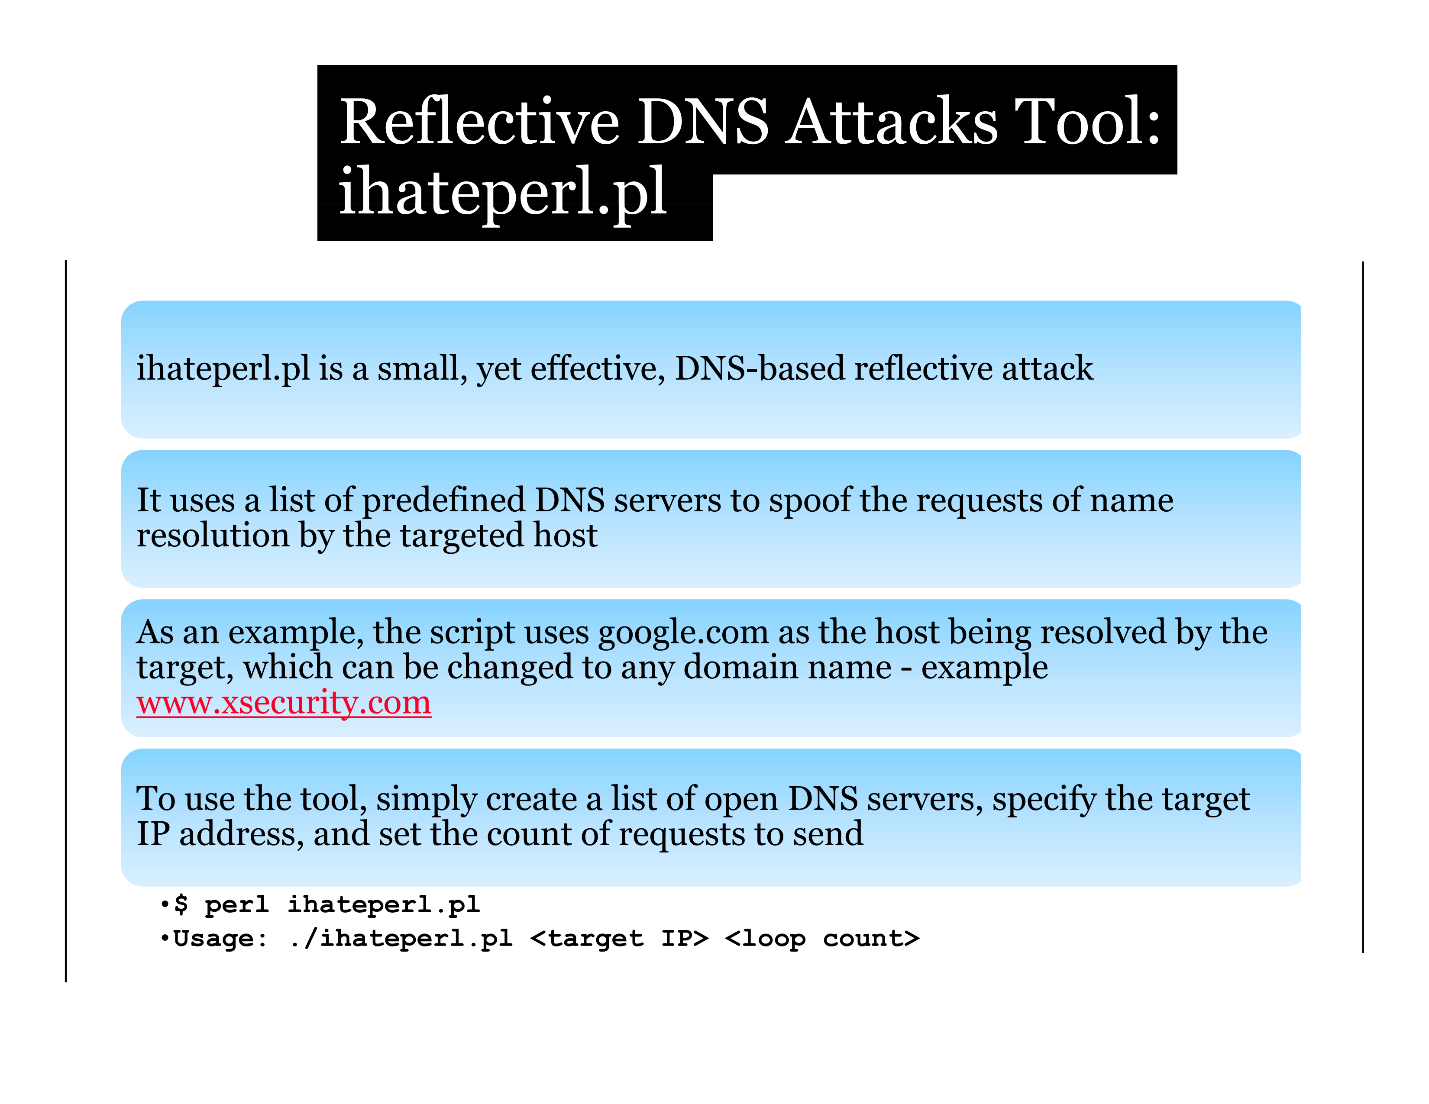 Reflective DNS Attacks Tool:
ihateperl.pl
ihateperl.pl is a small, yet effective, DNS-based reflective attack
It uses a list of predefined DNS servers to spoof the requests of name
resolution by the targeted host
As an example, the script uses google.com as the host being resolved by the
target, which can be changed to any domain name - example
www.xsecurity.com
To use the tool, simply create a list of open DNS servers, specify the target
IP address, and set the count of requests to send
•$ perl ihateperl.pl
•Usage: ./ihateperl.pl <target IP> <loop count>